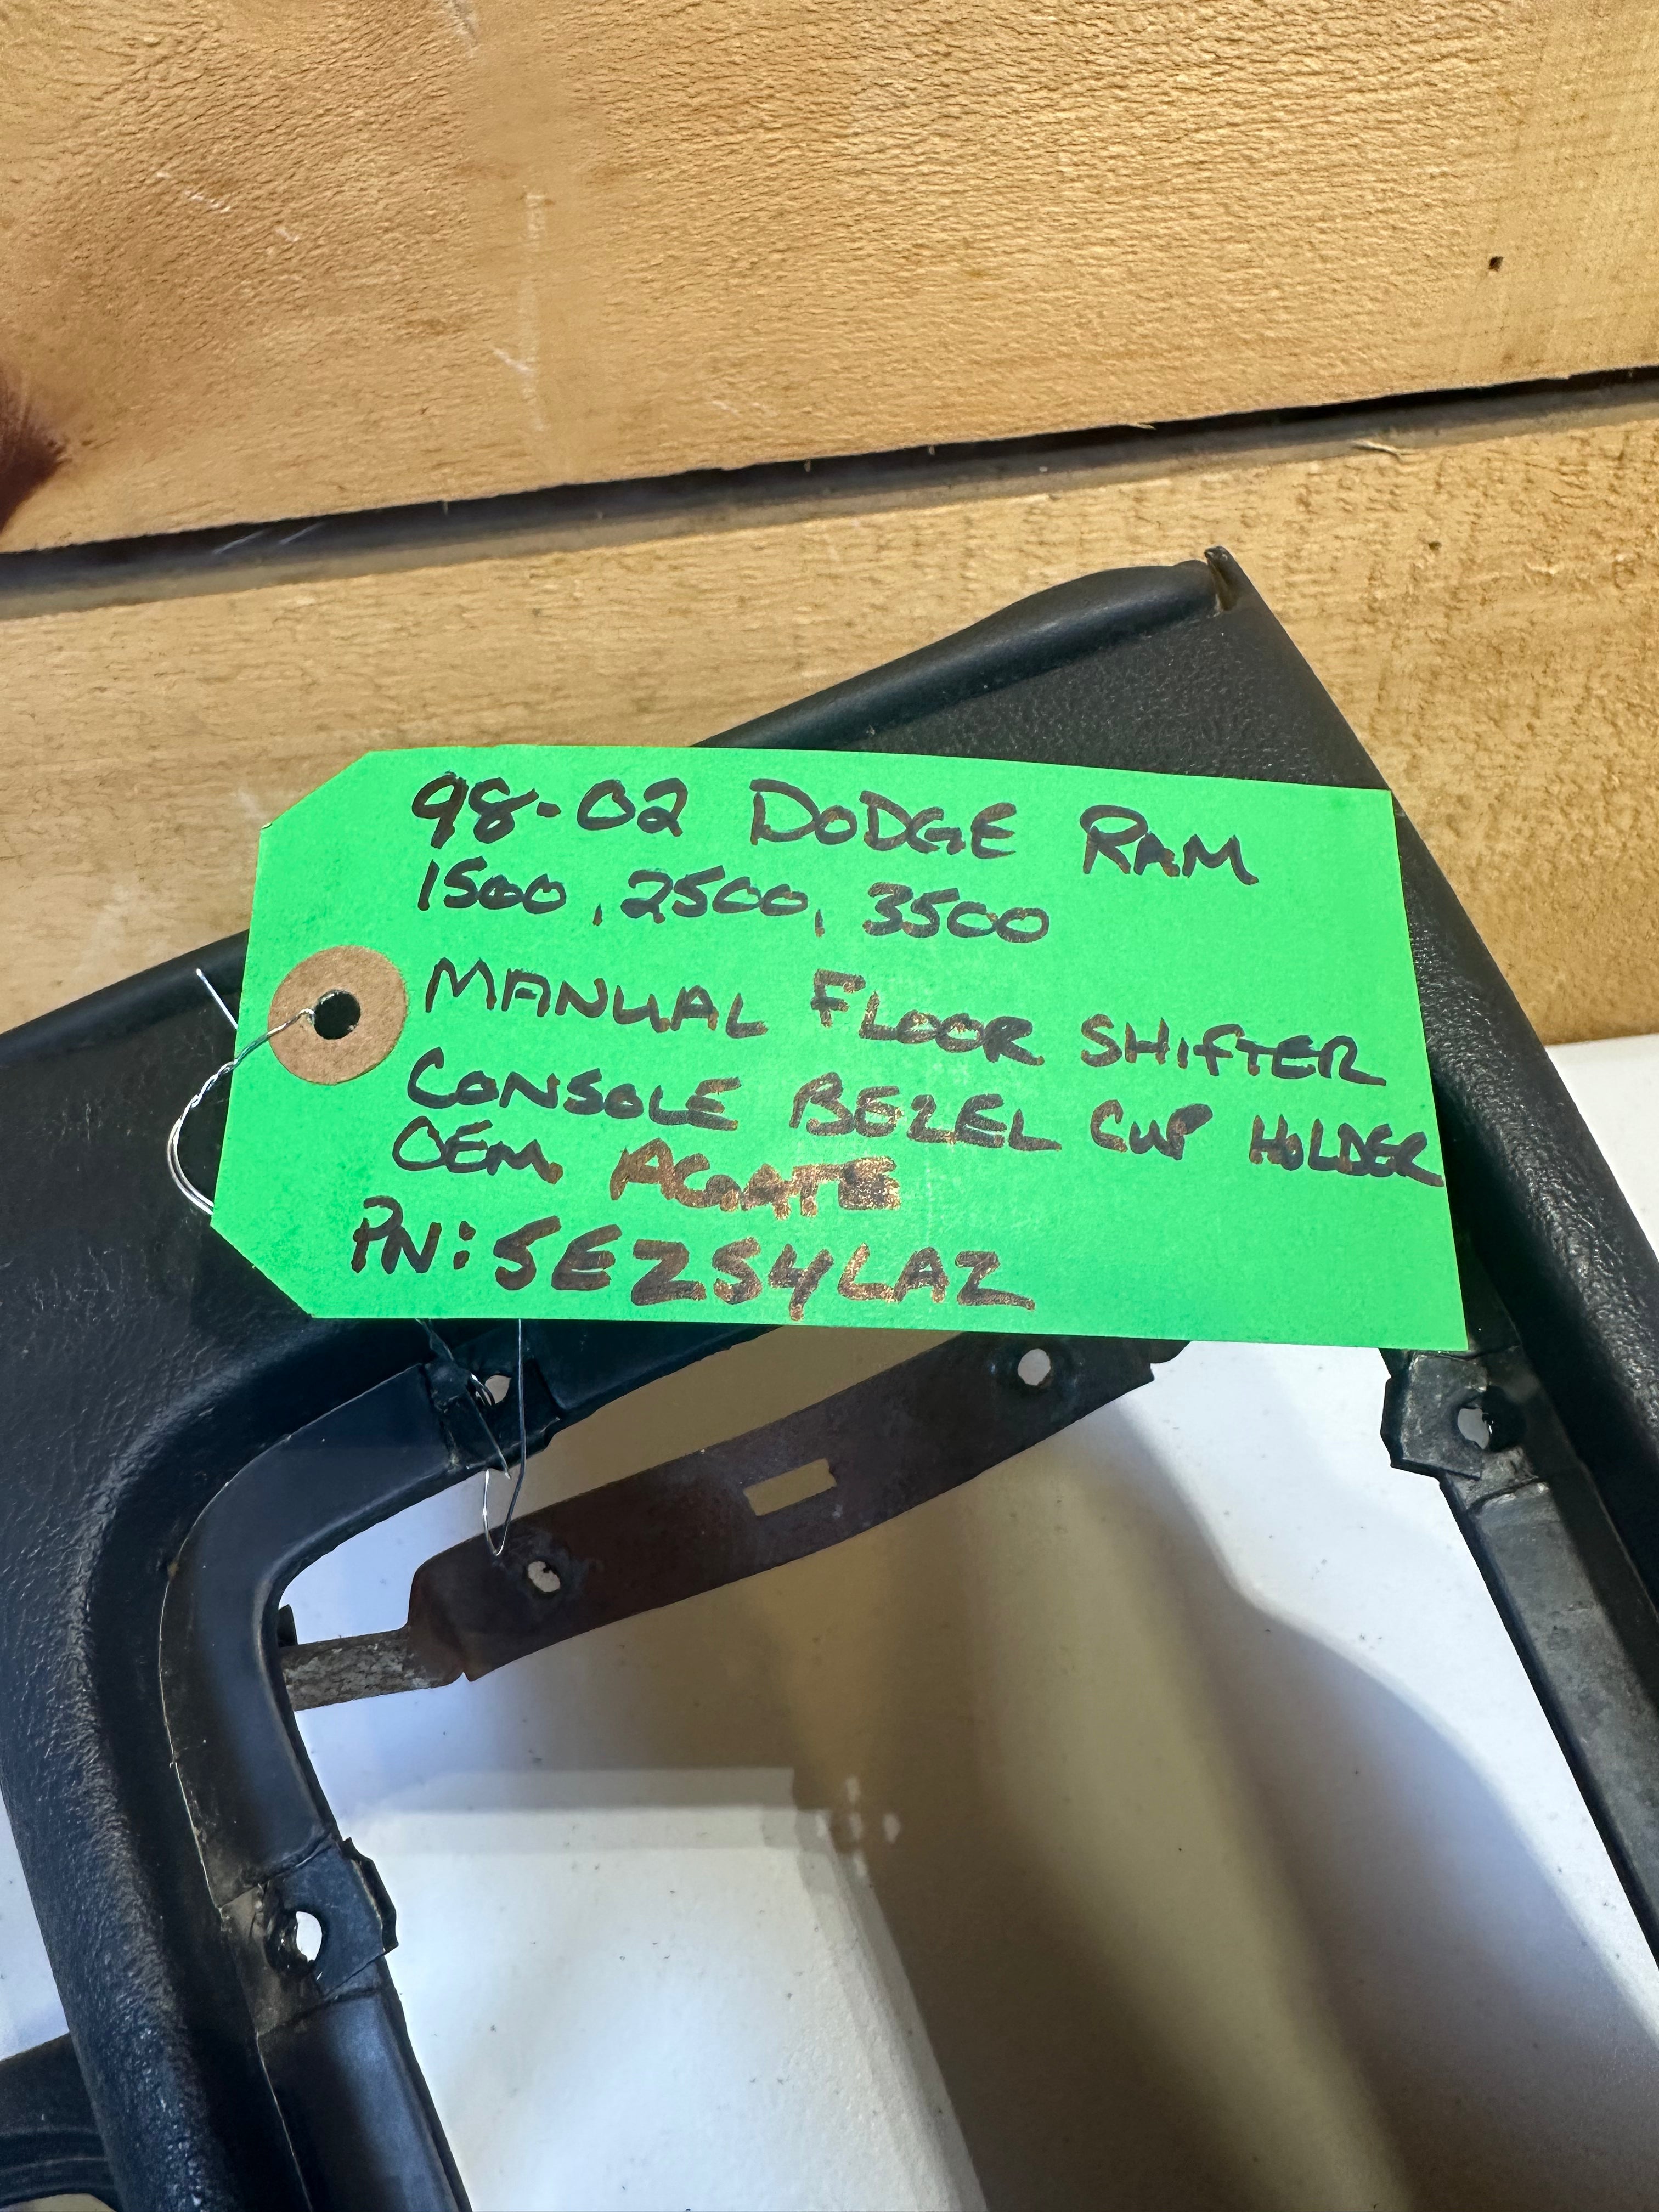 98-02 DODGE RAM
1500, 2500, 3500
MANUAL FLOOR SHIFTER
CONSOLE BEZEL CUP HOLDER
OEM AGATE
PN: 5EZ54LAZ